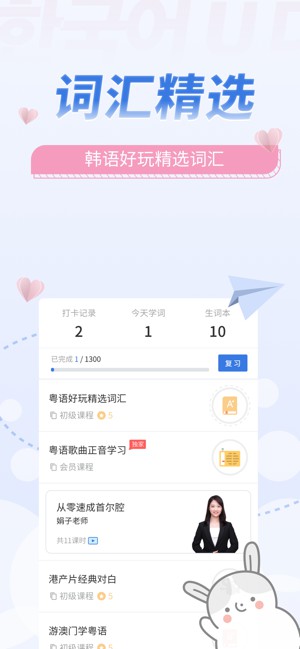 한국어 U
词汇精选
韩语好玩精选词汇
打卡记录 今天学词 生词本
2 1 10
已完成 1 / 1300
复习
粤语好玩精选词汇
初级课程 5
粤语歌曲正音学习 独家
会员课程
从零速成首尔腔
娟子老师
共11课时
港产片经典对白
初级课程 5
游澳门学粤语
初级课程 5